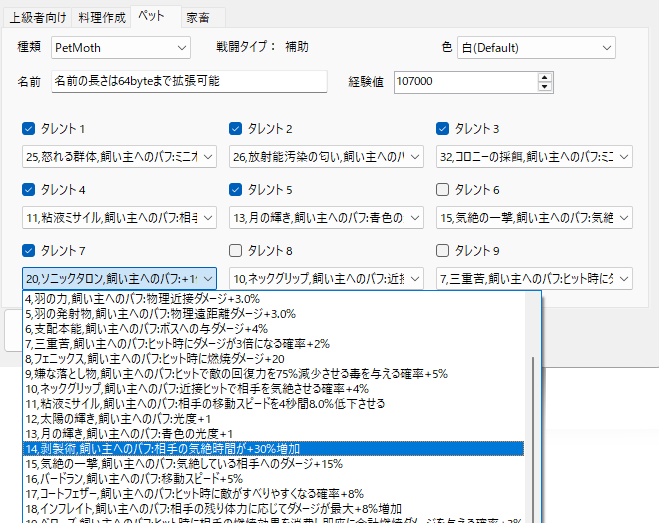 上級者向け 料理作成 ペット 家畜
種類 PetMoth 戦闘タイプ： 補助 色 白(Default)
名前 名前の長さは64byteまで拡張可能 経験値 107000
タレント1 タレント2 タレント3
25,怒れる群体,飼い主へのバフ:ミニオ 26,放射能汚染の匂い,飼い主へのバ 32,コロニーの採餌,飼い主へのバフ:ミニ
タレント4 タレント5 タレント6
11,粘液ミサイル,飼い主へのバフ:相手 13,月の輝き,飼い主へのバフ:青色の 15,気絶の一撃,飼い主へのバフ:気絶
タレント7 タレント8 タレント9
20,ソニックタロン,飼い主へのバフ:+1 10,ネックグリップ,飼い主へのバフ:近接 7,三重苦,飼い主へのバフ:ヒット時にダ
4,羽の力,飼い主へのバフ:物理近接ダメージ+3.0%
5,羽の発射物,飼い主へのバフ:物理遠距離ダメージ+3.0%
6,支配本能,飼い主へのバフ:ボスへの与ダメージ+4%
7,三重苦,飼い主へのバフ:ヒット時にダメージが3倍になる確率+2%
8,フェニックス,飼い主へのバフ:ヒット時に燃焼ダメージ+20
9,嫌な落とし物,飼い主へのバフ:ヒットで敵の回復力を75%減少させる毒を与える確率+5%
10,ネックグリップ,飼い主へのバフ:近接ヒットで相手を気絶させる確率+4%
11,粘液ミサイル,飼い主へのバフ:相手の移動スピードを4秒間8.0%低下させる
12,太陽の輝き,飼い主へのバフ:光度+1
13,月の輝き,飼い主へのバフ:青色の光度+1
14,剥製術,飼い主へのバフ:相手の気絶時間が+30%増加
15,気絶の一撃,飼い主へのバフ:気絶している相手へのダメージ+15%
16,バードラン,飼い主へのバフ:移動スピード+5%
17,コートフェザー,飼い主へのバフ:ヒット時に敵がすべりやすくなる確率+8%
18,インフレイト,飼い主へのバフ:相手の残り体力に応じてダメージが最大+8%増加